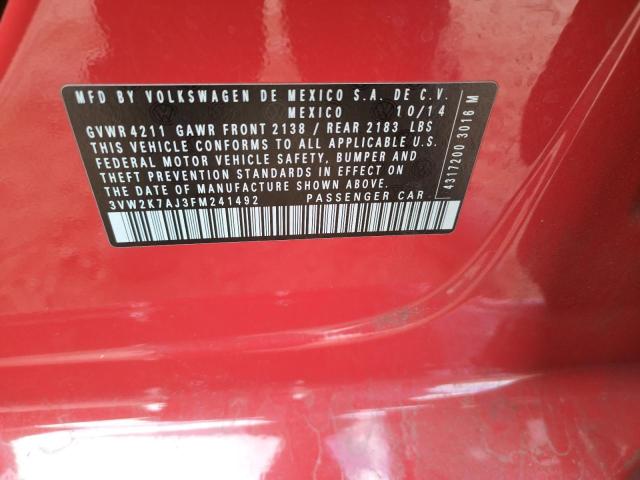 MFD BY VOLKSWAGEN DE MEXICO S.A. DE C.V.
MEXICO 10/14
GVWR 4211 GAWR FRONT 2138 / REAR 2183 LBS
THIS VEHICLE CONFORMS TO ALL APPLICABLE U.S.
FEDERAL MOTOR VEHICLE SAFETY, BUMPER AND
THEFT PREVENTION STANDARDS IN EFFECT ON
THE DATE OF MANUFACTURE SHOWN ABOVE.
3VW2K7AJ3FM241492 PASSENGER CAR
4317200 3016 M